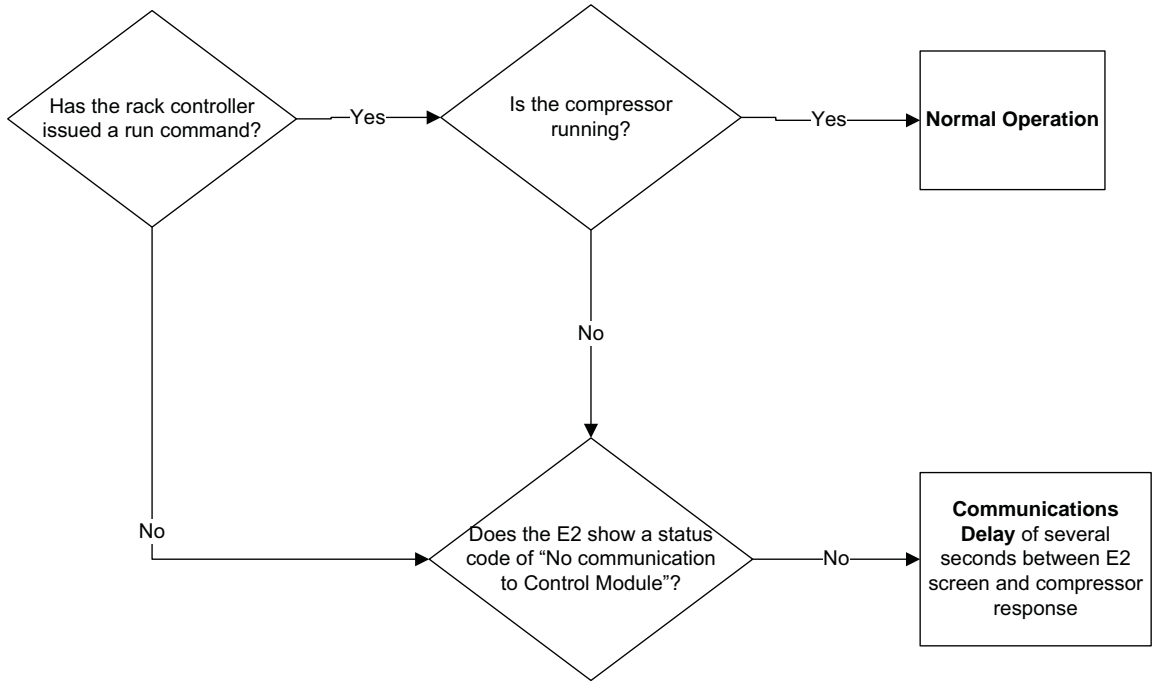 Has the rack controller
issued a run command?
Yes
Is the compressor
running?
Yes
Normal Operation
No
No
Does the E2 show a status
code of “No communication
to Control Module”?
No
Communications
Delay of several
seconds between E2
screen and compressor
response